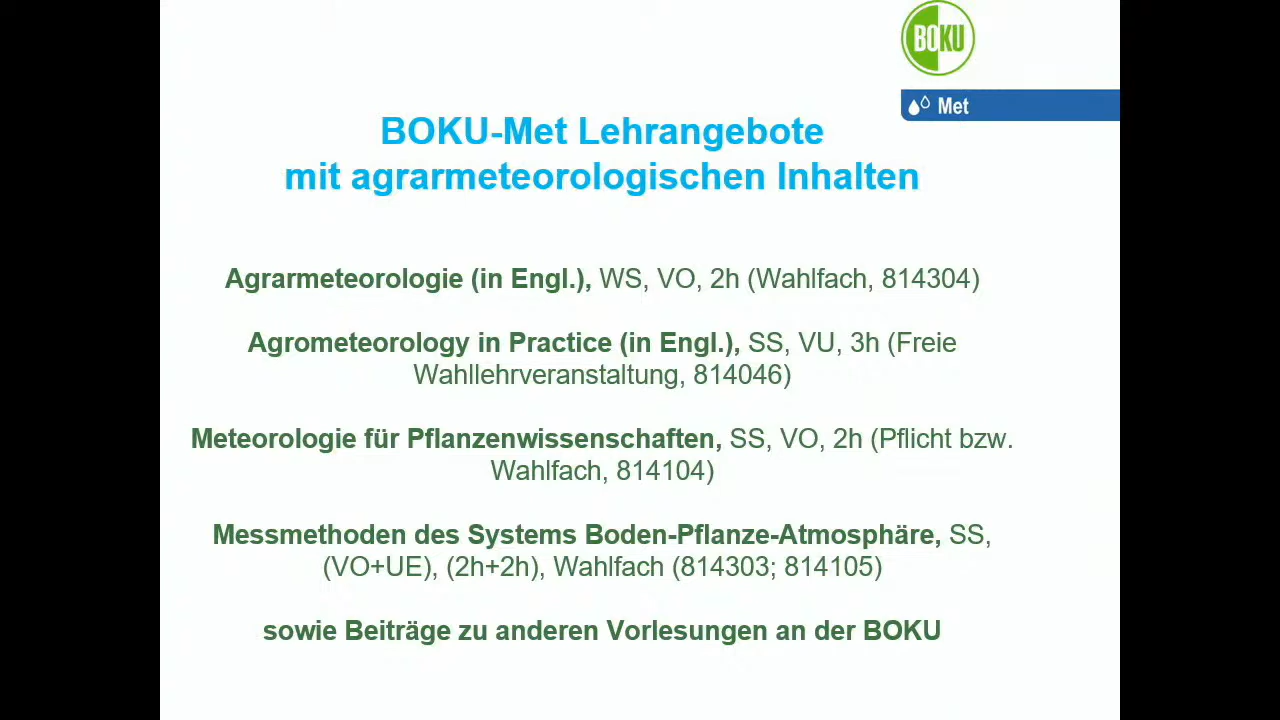 BOKU
Met
BOKU-Met Lehrangebote
mit agrarmeteorologischen Inhalten
Agrarmeteorologie (in Engl.), WS, VO, 2h (Wahlfach, 814304)
Agrometeorology in Practice (in Engl.), SS, VU, 3h (Freie
Wahllehrveranstaltung, 814046)
Meteorologie für Pflanzenwissenschaften, SS, VO, 2h (Pflicht bzw.
Wahlfach, 814104)
Messmethoden des Systems Boden-Pflanze-Atmosphäre, SS,
(VO+UE), (2h+2h), Wahlfach (814303; 814105)
sowie Beiträge zu anderen Vorlesungen an der BOKU